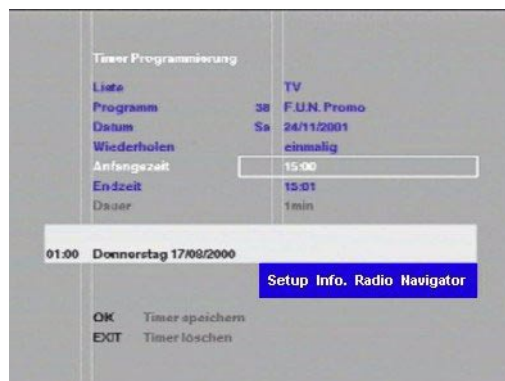 Timer Programmierung
Liste TV
Programm 38 F.U.N. Promo
Datum Sa 24/11/2001
Wiederholen einmalig
Anfangszeit 15:00
Endzeit 15:01
Dauer 1min
01:00 Donnerstag 17/08/2000
Setup Info. Radio Navigator
OK Timer speichern
EXIT Timer löschen